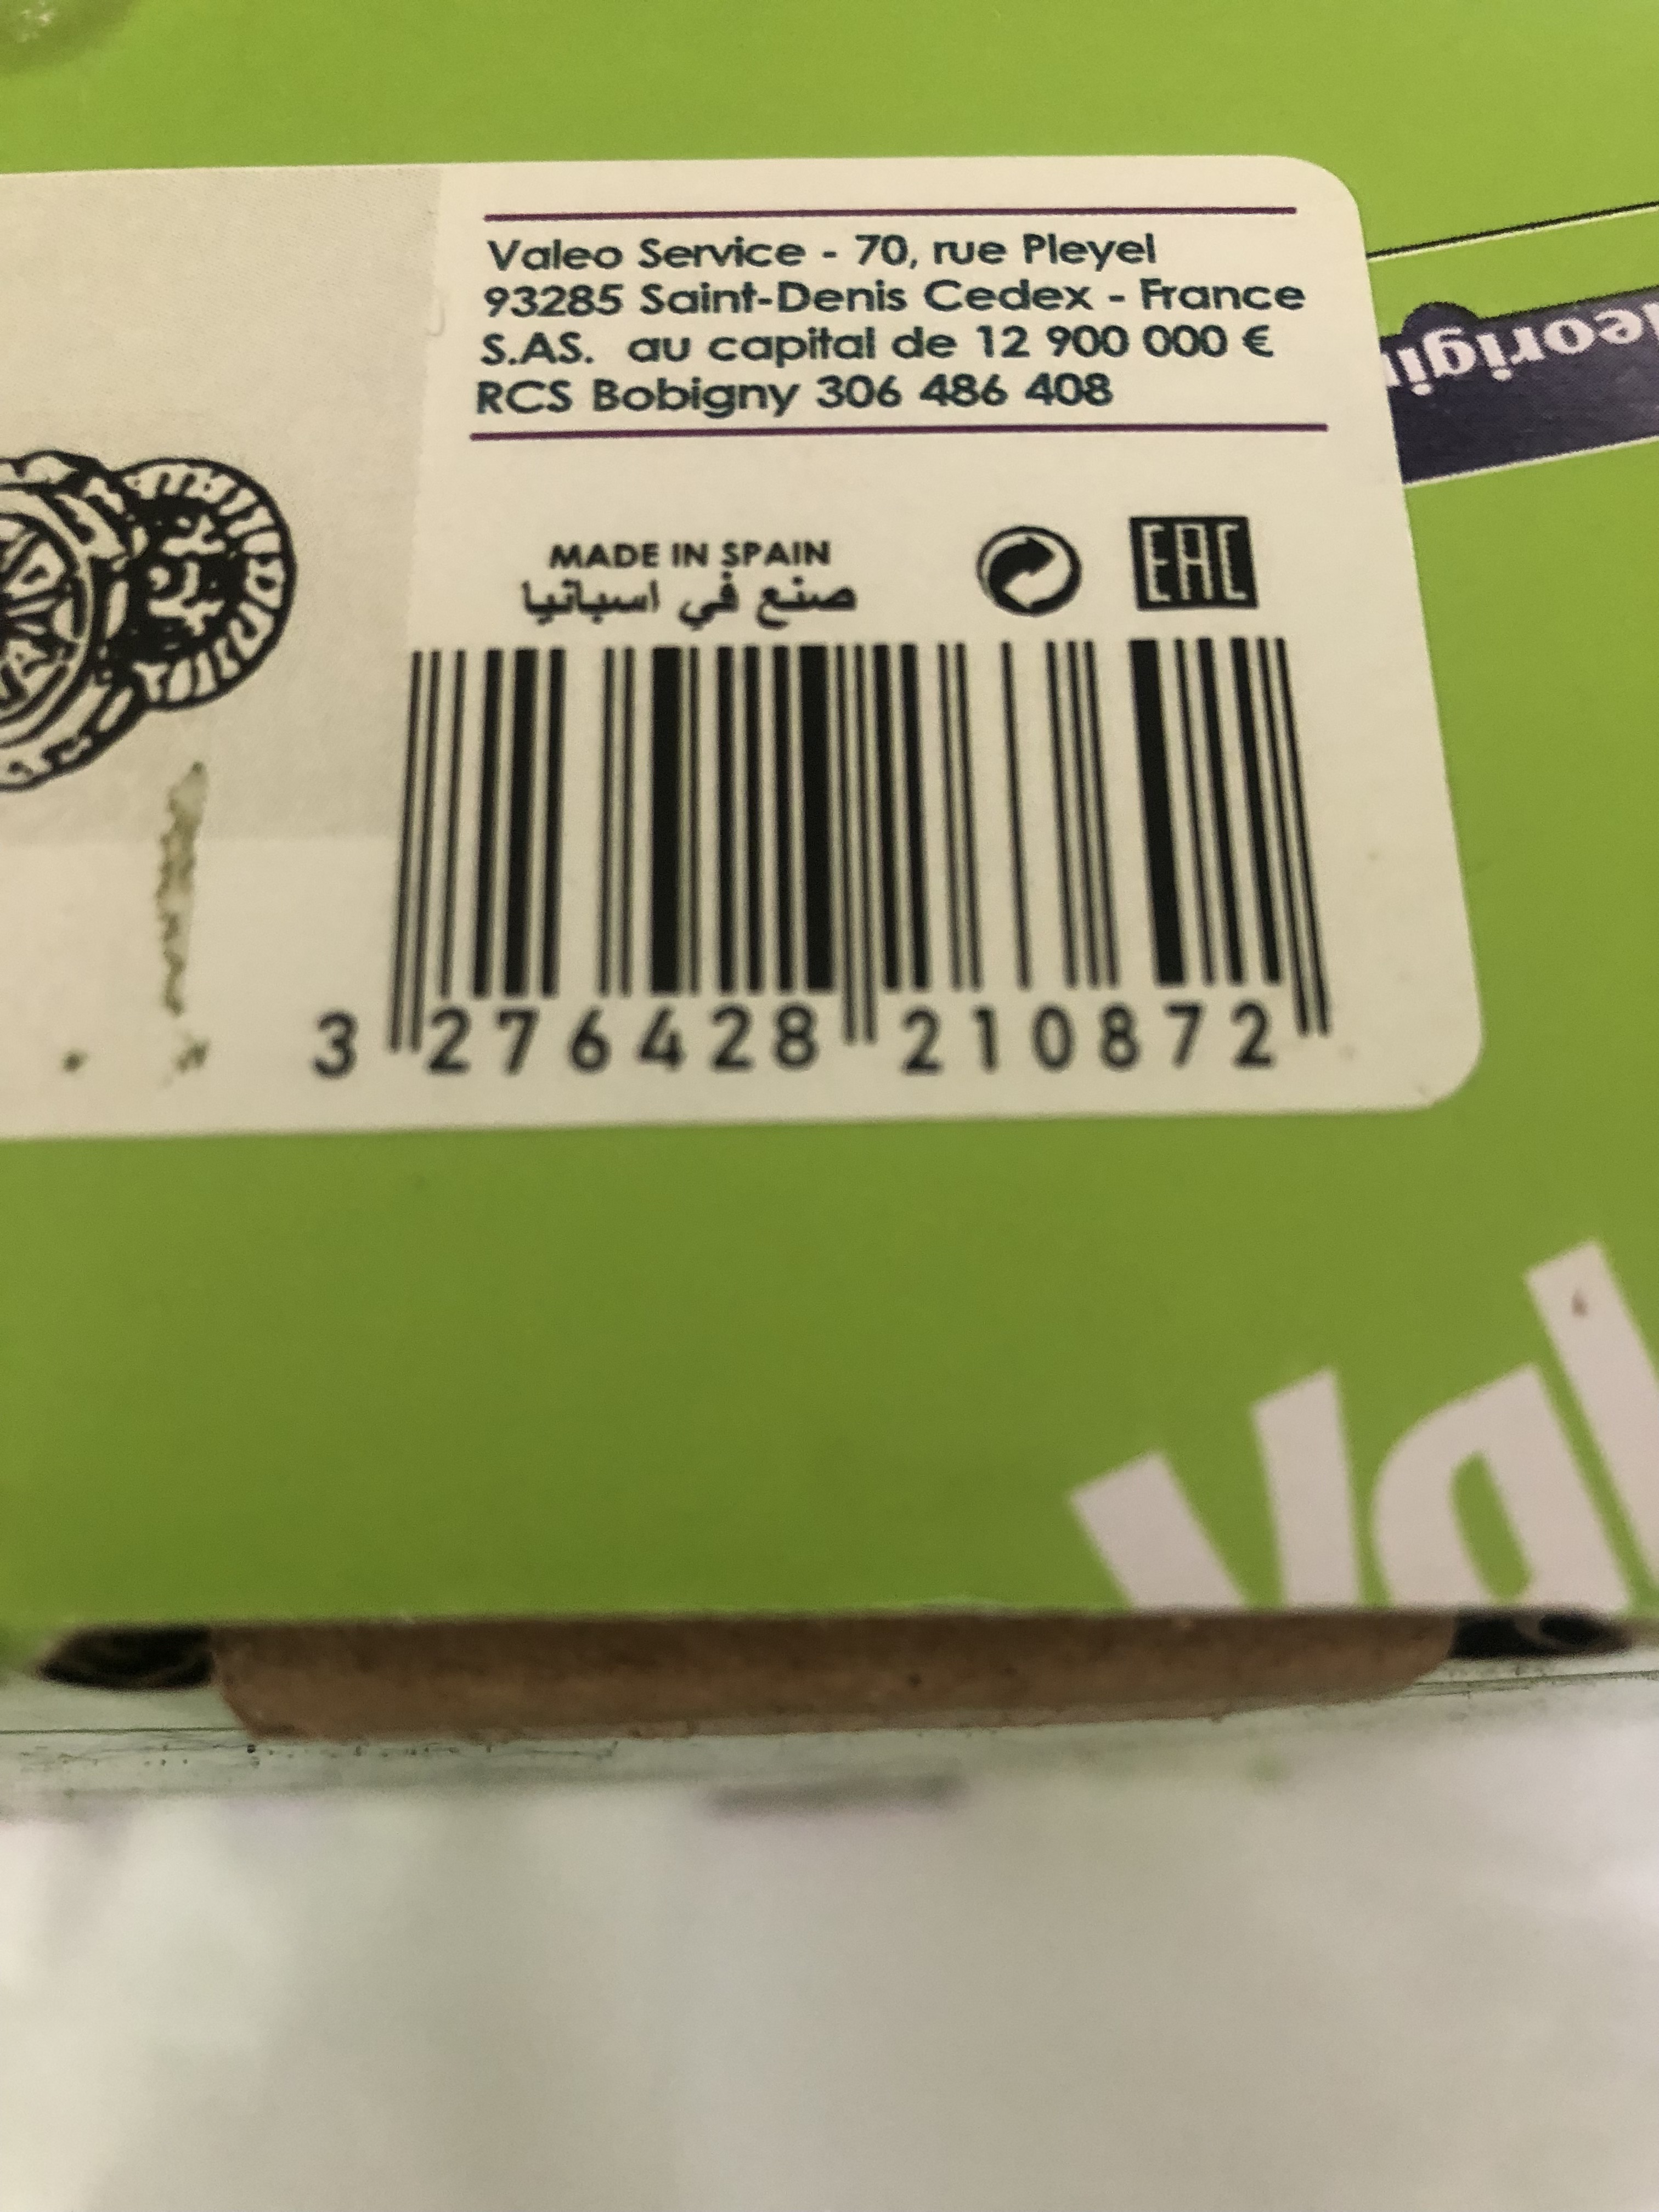 Valeo Service - 70, rue Pleyel
93285 Saint-Denis Cedex - France
S.AS. au capital de 12 900 000 €
RCS Bobigny 306 486 408
MADE IN SPAIN
صنع في اسبانيا
EAC
3 276428 210872